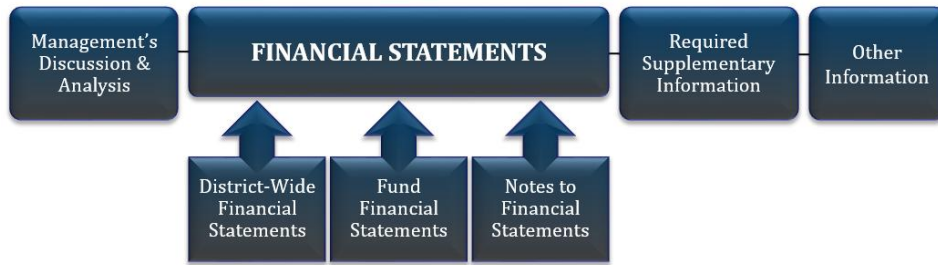 Management’s
Discussion &
Analysis
FINANCIAL STATEMENTS
Required
Supplementary
Information
Other
Information
District-Wide
Financial
Statements
Fund
Financial
Statements
Notes to
Financial
Statements